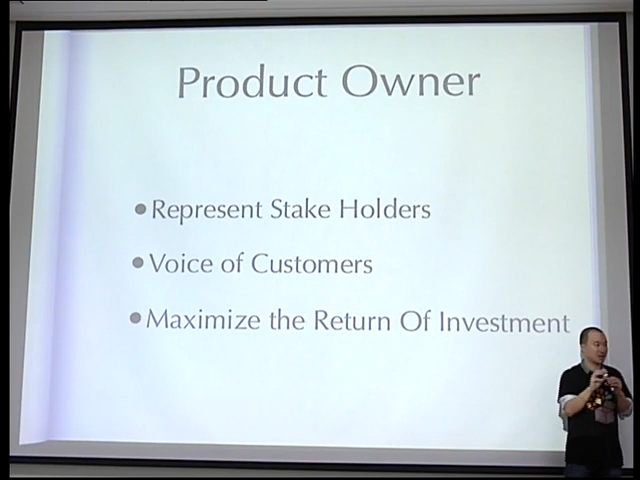 Product Owner
•Represent Stake Holders
•Voice of Customers
•Maximize the Return Of Investment